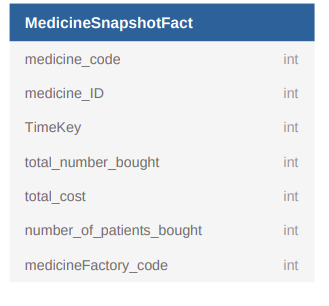 MedicineSnapshotFact
medicine_code int
medicine_ID int
TimeKey int
total_number_bought int
total_cost int
number_of_patients_bought int
medicineFactory_code int